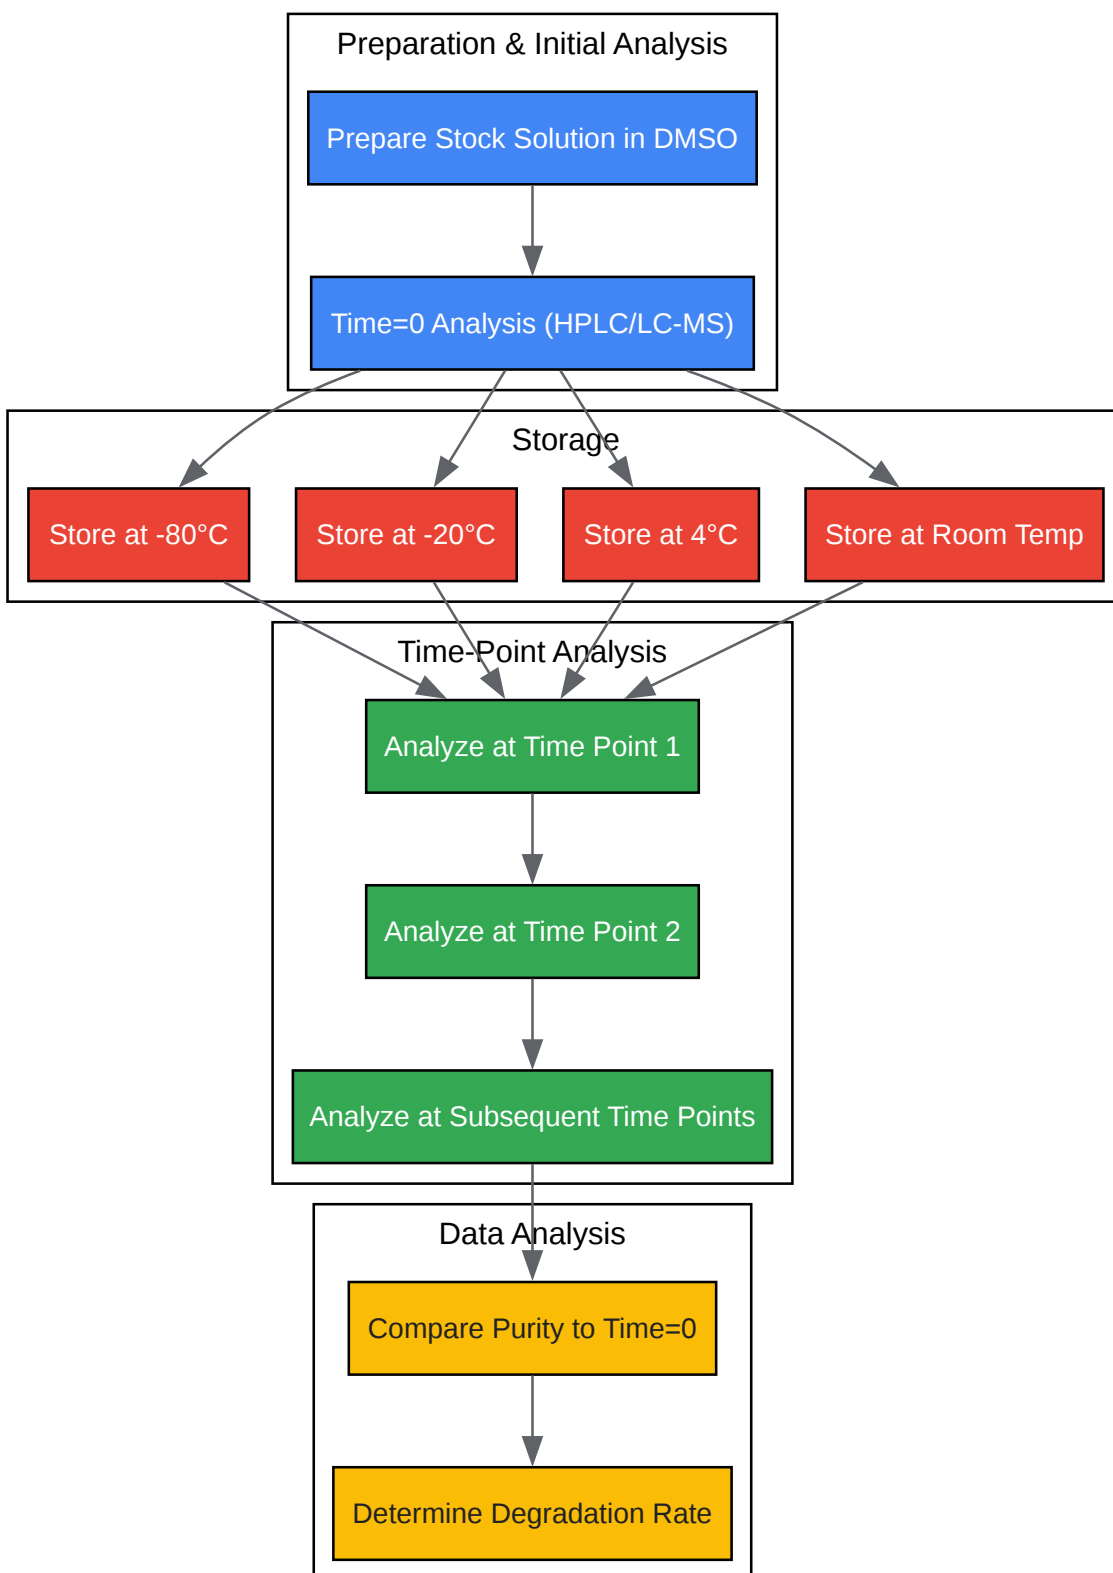 Preparation & Initial Analysis
Prepare Stock Solution in DMSO
Time=0 Analysis (HPLC/LC-MS)
Storage
Store at -80°C
Store at -20°C
Store at 4°C
Store at Room Temp
Time-Point Analysis
Analyze at Time Point 1
Analyze at Time Point 2
Analyze at Subsequent Time Points
Data Analysis
Compare Purity to Time=0
Determine Degradation Rate